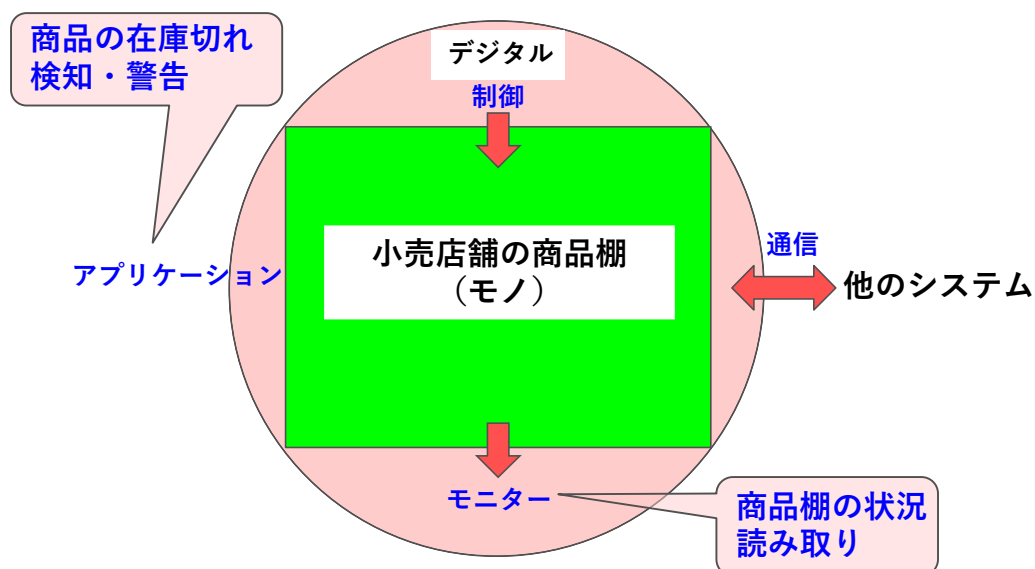 商品の在庫切れ
検知・警告
デジタル
制御
小売店舗の商品棚
（モノ）
アプリケーション
通信
他のシステム
モニター
商品棚の状況
読み取り